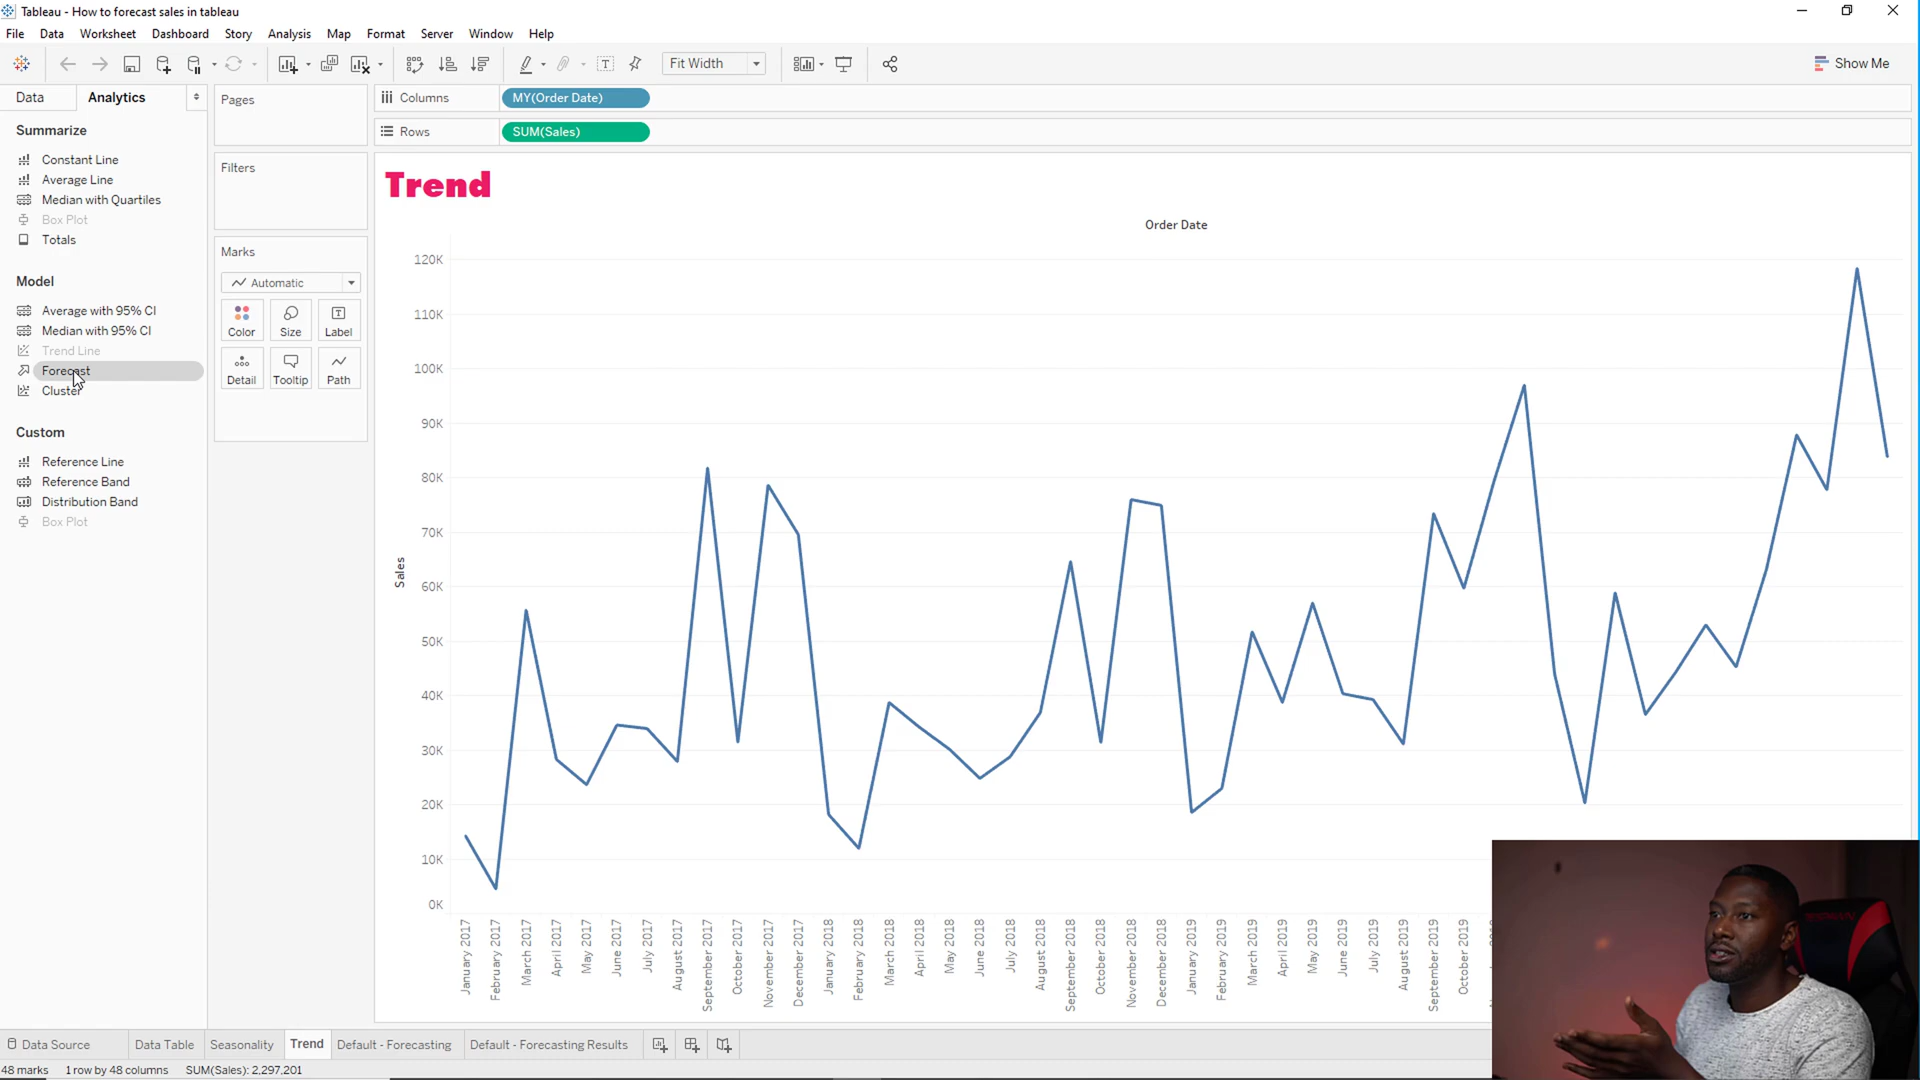 Tableau - How to forecast sales in tableau
File Data Worksheet Dashboard Story Analysis Map Format Server Window Help
Fit Width
Show Me
Data Analytics
Summarize
Constant Line
Average Line
Median with Quartiles
Box Plot
Totals
Model
Average with 95% CI
Median with 95% CI
Trend Line
Forecast
Cluster
Custom
Reference Line
Reference Band
Distribution Band
Box Plot
Pages
Filters
Marks
Automatic
Color Size Label
Detail Tooltip Path
Columns MY(Order Date)
Rows SUM(Sales)
Trend
Order Date
120K
110K
100K
90K
80K
70K
60K
50K
40K
30K
20K
10K
0K
Sales
January 2017
February 2017
March 2017
April 2017
May 2017
June 2017
July 2017
August 2017
September 2017
October 2017
November 2017
December 2017
January 2018
February 2018
March 2018
April 2018
May 2018
June 2018
July 2018
August 2018
September 2018
October 2018
November 2018
December 2018
January 2019
February 2019
March 2019
April 2019
May 2019
June 2019
July 2019
August 2019
September 2019
October 2019
Data Source Data Table Seasonality Trend Default - Forecasting Default - Forecasting Results
48 marks 1 row by 48 columns SUM(Sales): 2,297,201